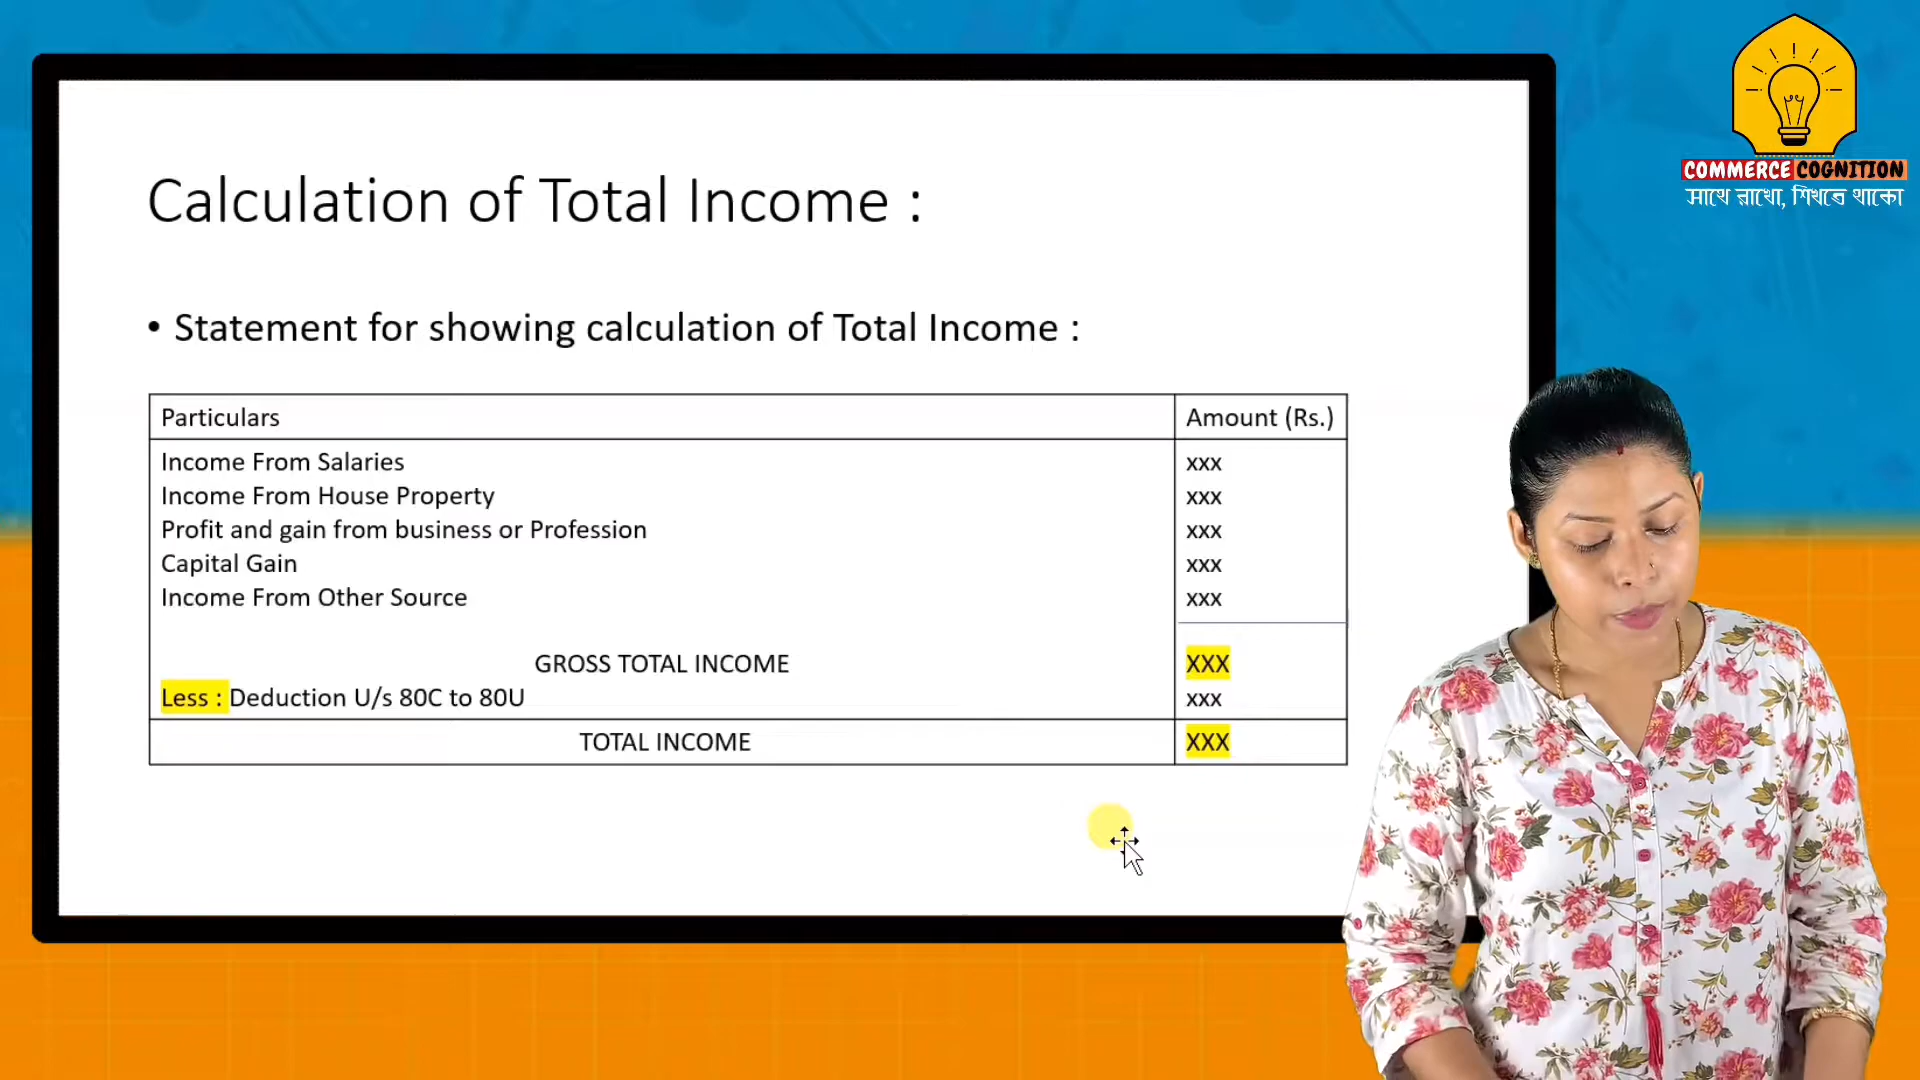 COMMERCE COGNITION
সাথে রাখো, শিখতে থাকো
Calculation of Total Income :
• Statement for showing calculation of Total Income :
Particulars Amount (Rs.)
Income From Salaries xxx
Income From House Property xxx
Profit and gain from business or Profession xxx
Capital Gain xxx
Income From Other Source xxx
GROSS TOTAL INCOME XXX
Less : Deduction U/s 80C to 80U xxx
TOTAL INCOME XXX